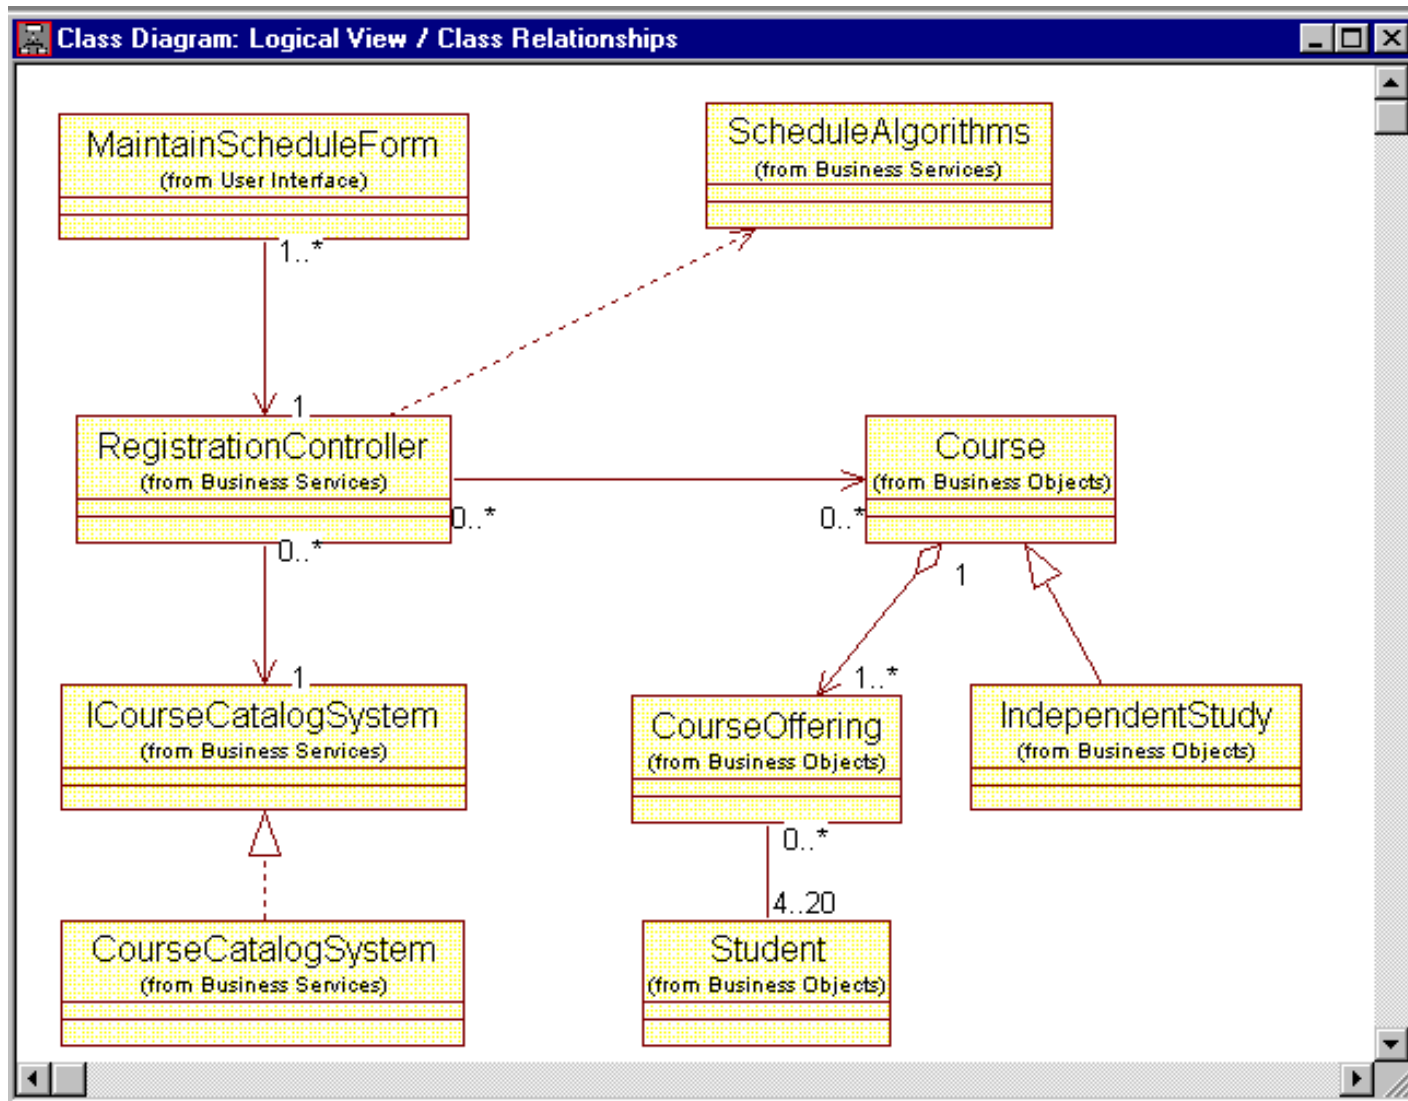 Class Diagram: Logical View / Class Relationships
MaintainScheduleForm
(from User Interface)
1..*
ScheduleAlgorithms
(from Business Services)
1
RegistrationController
(from Business Services)
0..*
0..*
Course
(from Business Objects)
0..*
1
1
ICourseCatalogSystem
(from Business Services)
1..*
CourseOffering
(from Business Objects)
0..*
IndependentStudy
(from Business Objects)
4..20
CourseCatalogSystem
(from Business Services)
Student
(from Business Objects)